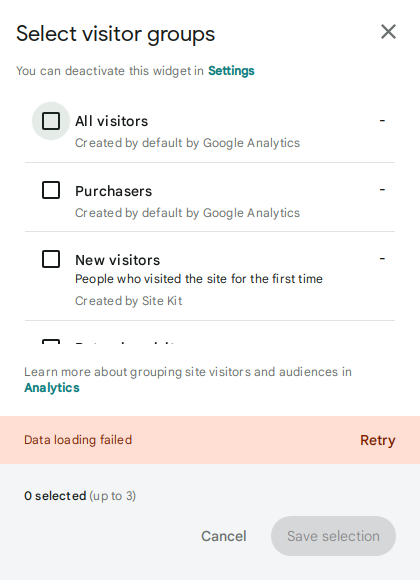 Select visitor groups
You can deactivate this widget in Settings
All visitors -
Created by default by Google Analytics
Purchasers -
Created by default by Google Analytics
New visitors -
People who visited the site for the first time
Created by Site Kit
Learn more about grouping site visitors and audiences in
Analytics
Data loading failed Retry
0 selected (up to 3)
Cancel Save selection